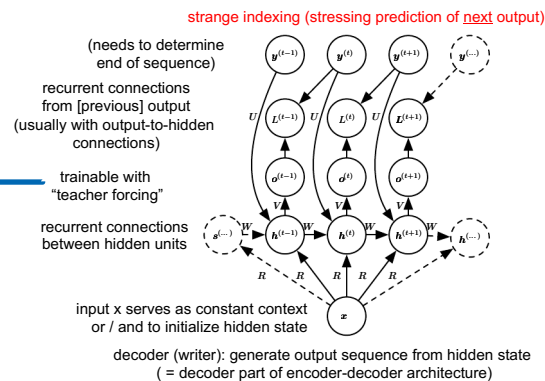 strange indexing (stressing prediction of next output)
(needs to determine
end of sequence)
y^(t−1) y^(t) y^(t+1) y^(...)
recurrent connections
from [previous] output
(usually with output-to-hidden
connections)
U U U
L^(t−1) L^(t) L^(t+1)
trainable with
“teacher forcing”
o^(t−1) o^(t) o^(t+1)
V V V
recurrent connections
between hidden units
W W W W
s^(...) h^(t−1) h^(t) h^(t+1) h^(...)
R R R R R
input x serves as constant context
or / and to initialize hidden state
x
decoder (writer): generate output sequence from hidden state
( = decoder part of encoder-decoder architecture)